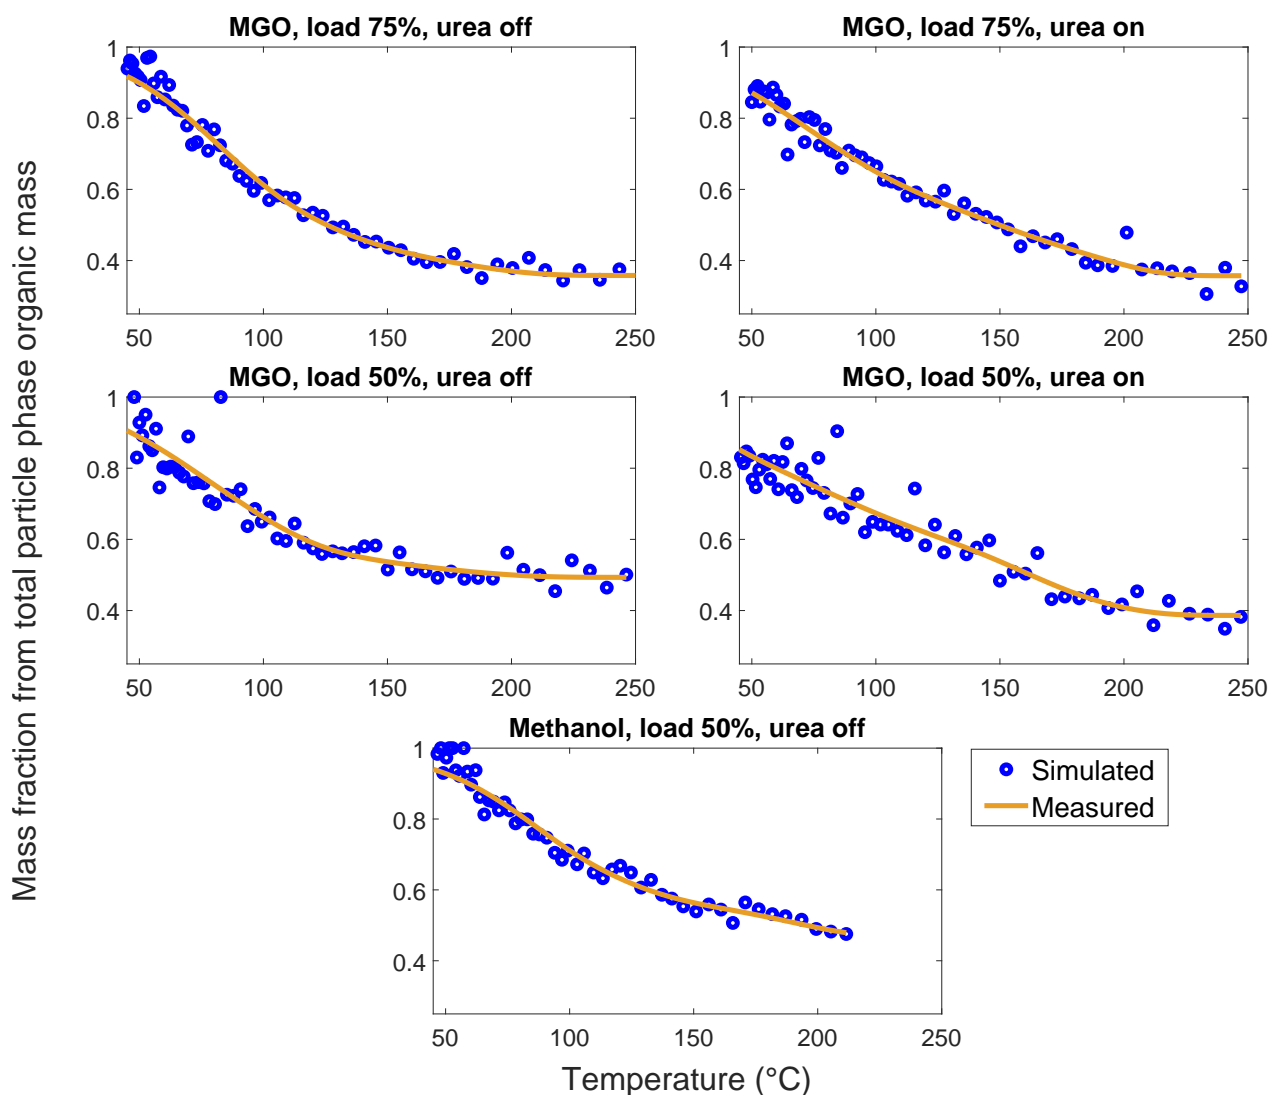 MGO, load 75%, urea off
MGO, load 75%, urea on
1
0.8
0.6
0.4
50 100 150 200 250
1
0.8
0.6
0.4
50 100 150 200 250
MGO, load 50%, urea off
MGO, load 50%, urea on
1
0.8
0.6
0.4
50 100 150 200 250
1
0.8
0.6
0.4
50 100 150 200 250
Methanol, load 50%, urea off
1
0.8
0.6
0.4
50 100 150 200 250
Simulated
Measured
Mass fraction from total particle phase organic mass
Temperature (°C)